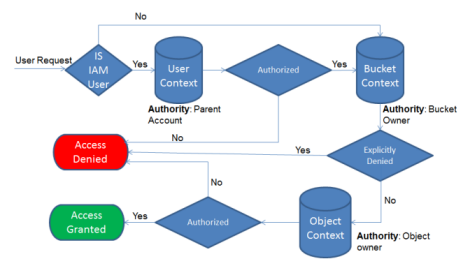 No
User Request
IS
IAM
User
Yes
User
Context
Authorized
Yes
Bucket
Context
Authority: Parent
Account
Authority: Bucket
Owner
No
Access
Denied
Yes
Explicitly
Denied
No
No
Access
Granted
Yes
Authorized
Object
Context
Authority: Object
owner